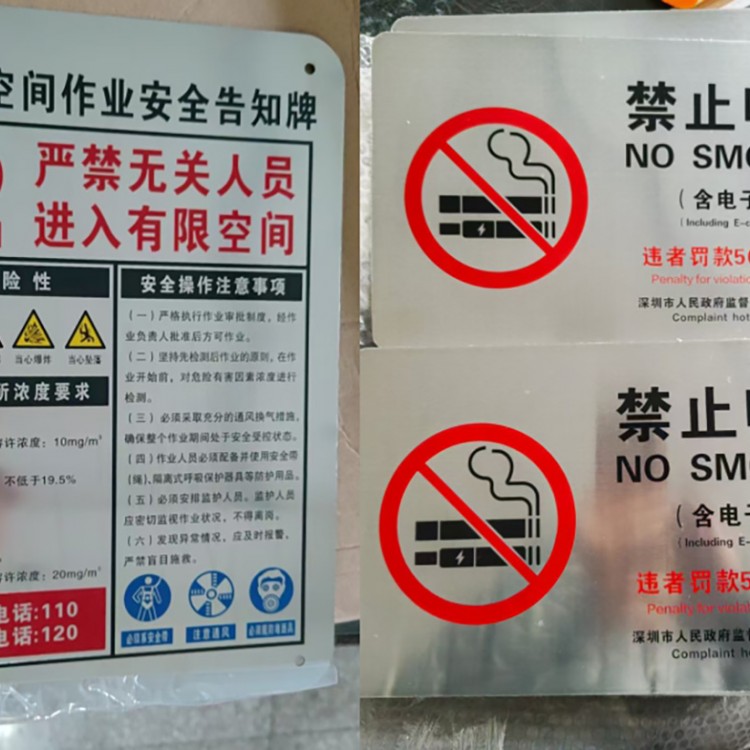 空间作业安全告知牌
严禁无关人员
进入有限空间
险性
当心爆炸
当心坠落
浓度要求
许浓度：10mg/m³
不低于19.5%
许浓度：20mg/m³
电话:110
电话:120
安全操作注意事项
（一）严格执行作业审批制度，经作
业负责人批准后方可作业。
（二）坚持先检测后作业的原则，在作
业开始前，对危险有害因素浓度进行
检测。
（三）必须采取充分的通风换气措施，
确保整个作业期间处于安全受控状态。
（四）作业人员必须配备并使用安全带
(绳)、隔离式呼吸保护器具等防护用品。
（五）必须安排监护人员。监护人员
应密切监视作业状况，不得离岗。
（六）发现异常情况，应及时报警，
严禁盲目施救。
必须系安全带
注意通风
禁止
NO SMO
（含电子
(Including E-c
违者罚款50
Penalty for violatio
深圳市人民政府监督
Complaint hot
禁止
NO SM
（含电子
(Including E-
违者罚款5
Penalty for violatio
深圳市人民政府监督
Complaint ho